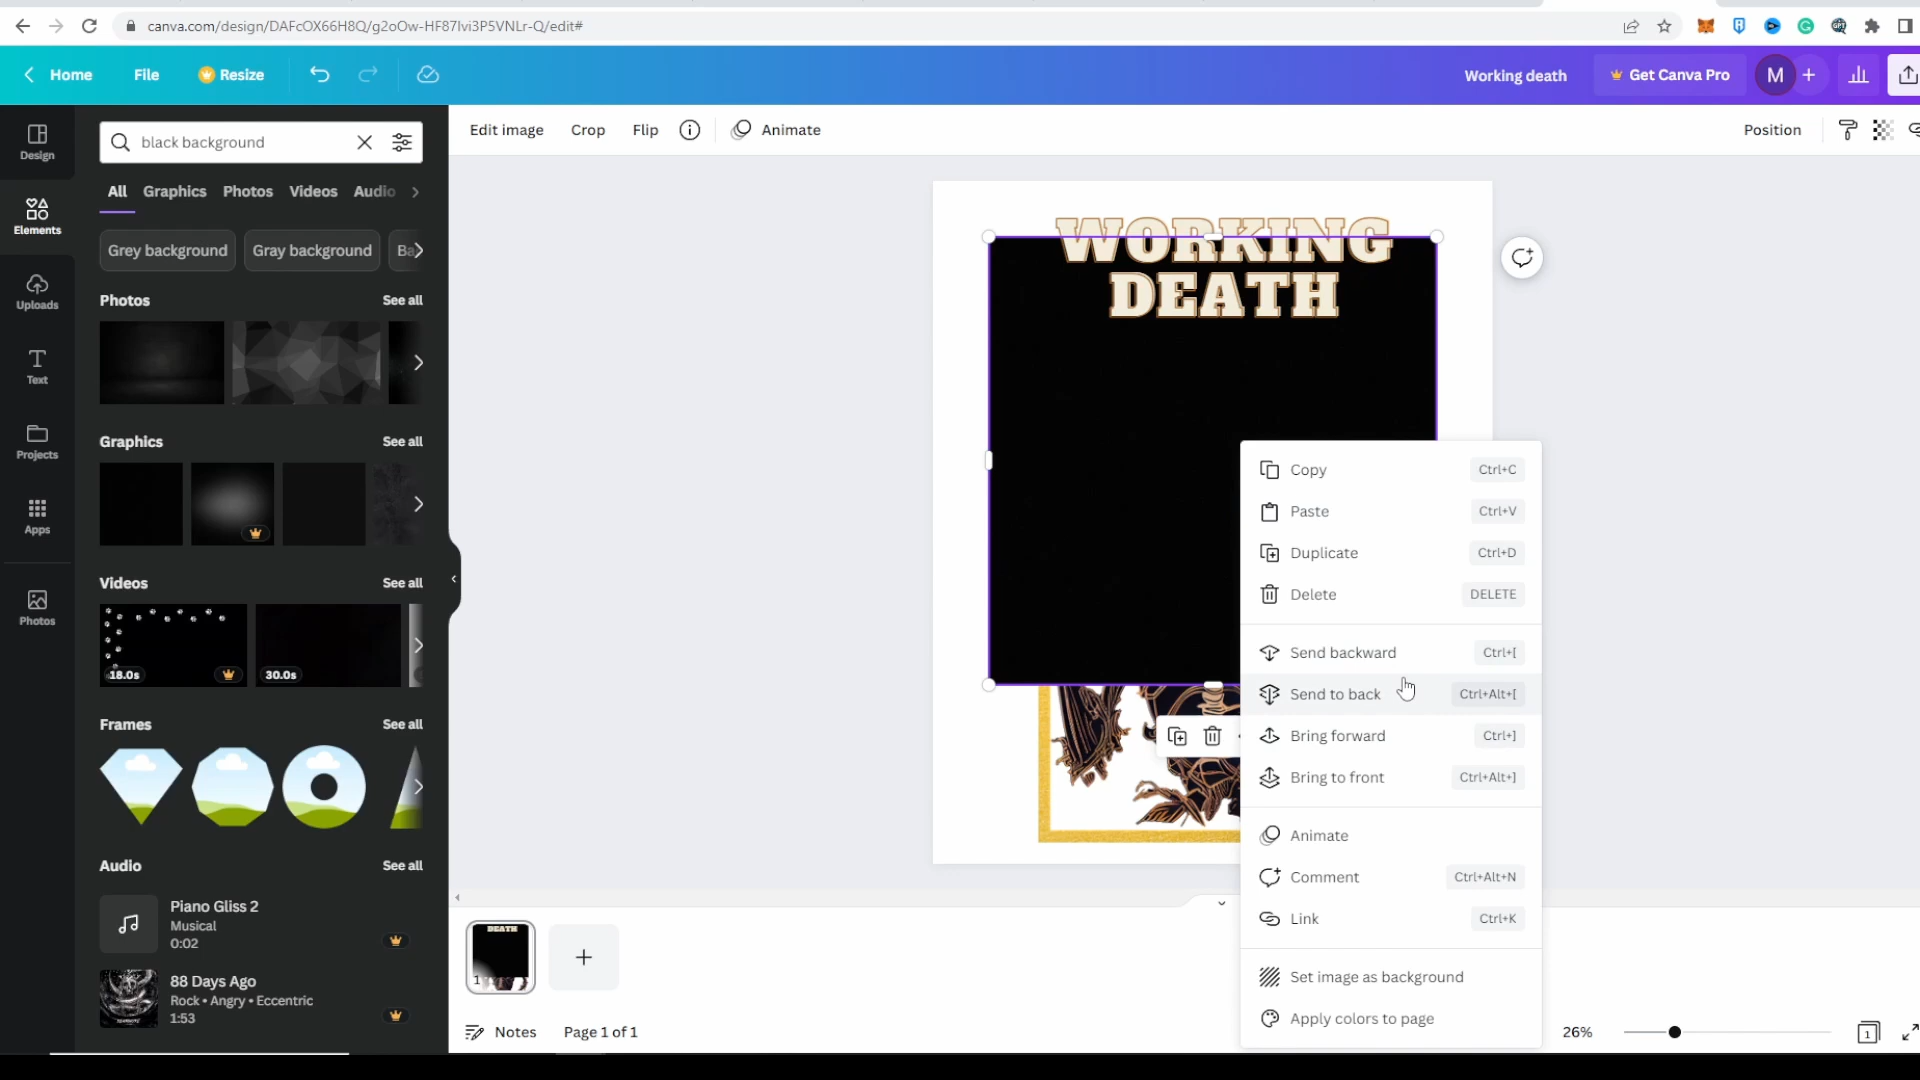 canva.com/design/DAFcOX66H8Q/g2oOw-HF87Ivi3P5VNLr-Q/edit#
Home
File
Resize
Working death
Get Canva Pro
M
Design
Elements
Uploads
Text
Projects
Apps
Photos
black background
All
Graphics
Photos
Videos
Audio
Grey background
Gray background
Photos
See all
Graphics
See all
Videos
See all
18.0s
30.0s
Frames
See all
Audio
See all
Piano Gliss 2
Musical
0:02
88 Days Ago
Rock • Angry • Eccentric
1:53
Edit image
Crop
Flip
Animate
Position
WORKING
DEATH
Copy
Ctrl+C
Paste
Ctrl+V
Duplicate
Ctrl+D
Delete
DELETE
Send backward
Ctrl+[
Send to back
Ctrl+Alt+[
Bring forward
Ctrl+]
Bring to front
Ctrl+Alt+]
Animate
Comment
Ctrl+Alt+N
Link
Ctrl+K
Set image as background
Apply colors to page
DEATH
1
Notes
Page 1 of 1
26%
1